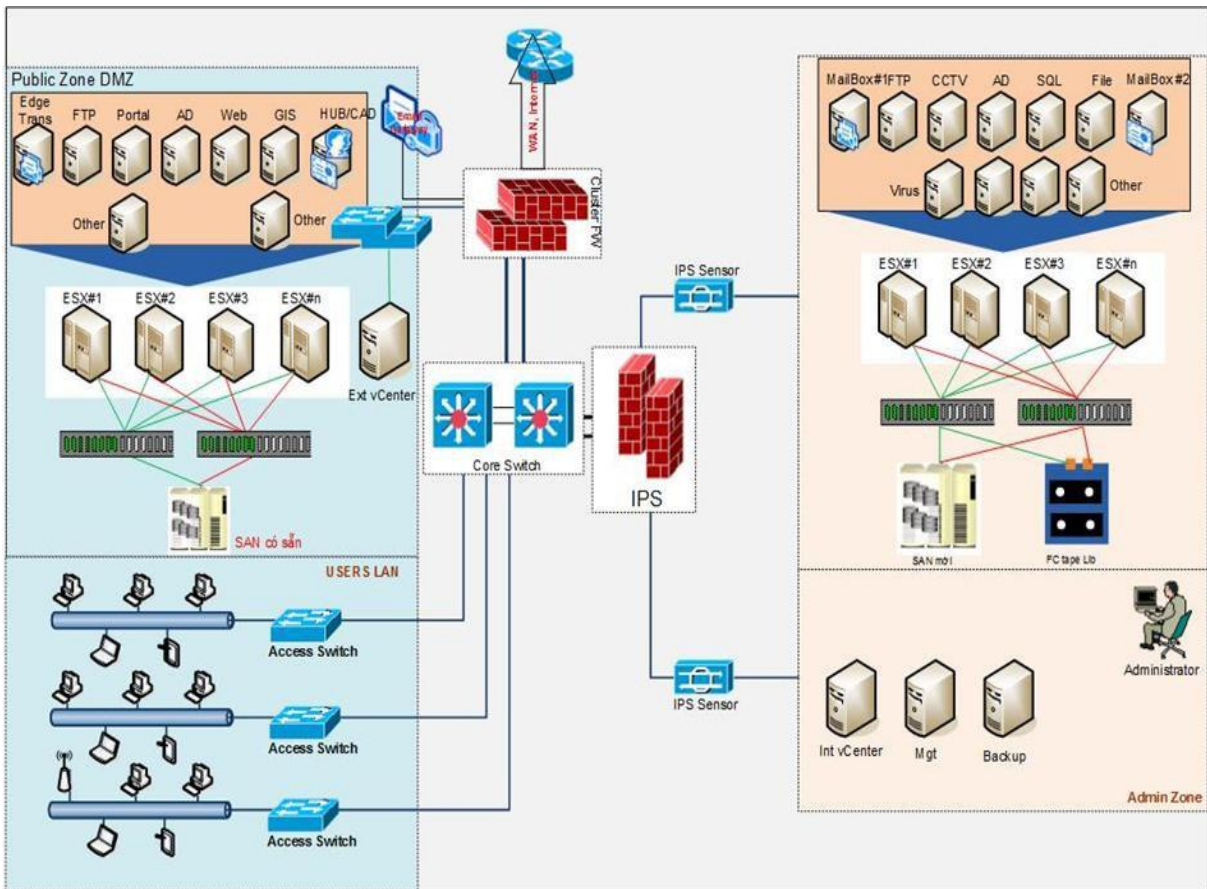 Public Zone DMZ
Edge
Trans
FTP
Portal
AD
Web
GIS
HUB/CAD
Other
Other
ESX#1
ESX#2
ESX#3
ESX#n
Ext vCenter
SAN có sẵn
Email
WAN,
Cluster FW
Core Switch
IPS
IPS Sensor
IPS Sensor
USERS LAN
Access Switch
Access Switch
Access Switch
MailBox#1
FTP
CCTV
AD
SQL
File
MailBox #2
Virus
Other
ESX#1
ESX#2
ESX#3
ESX#n
SAN mới
FC tape Lib
Administrator
Int vCenter
Mgt
Backup
Admin Zone